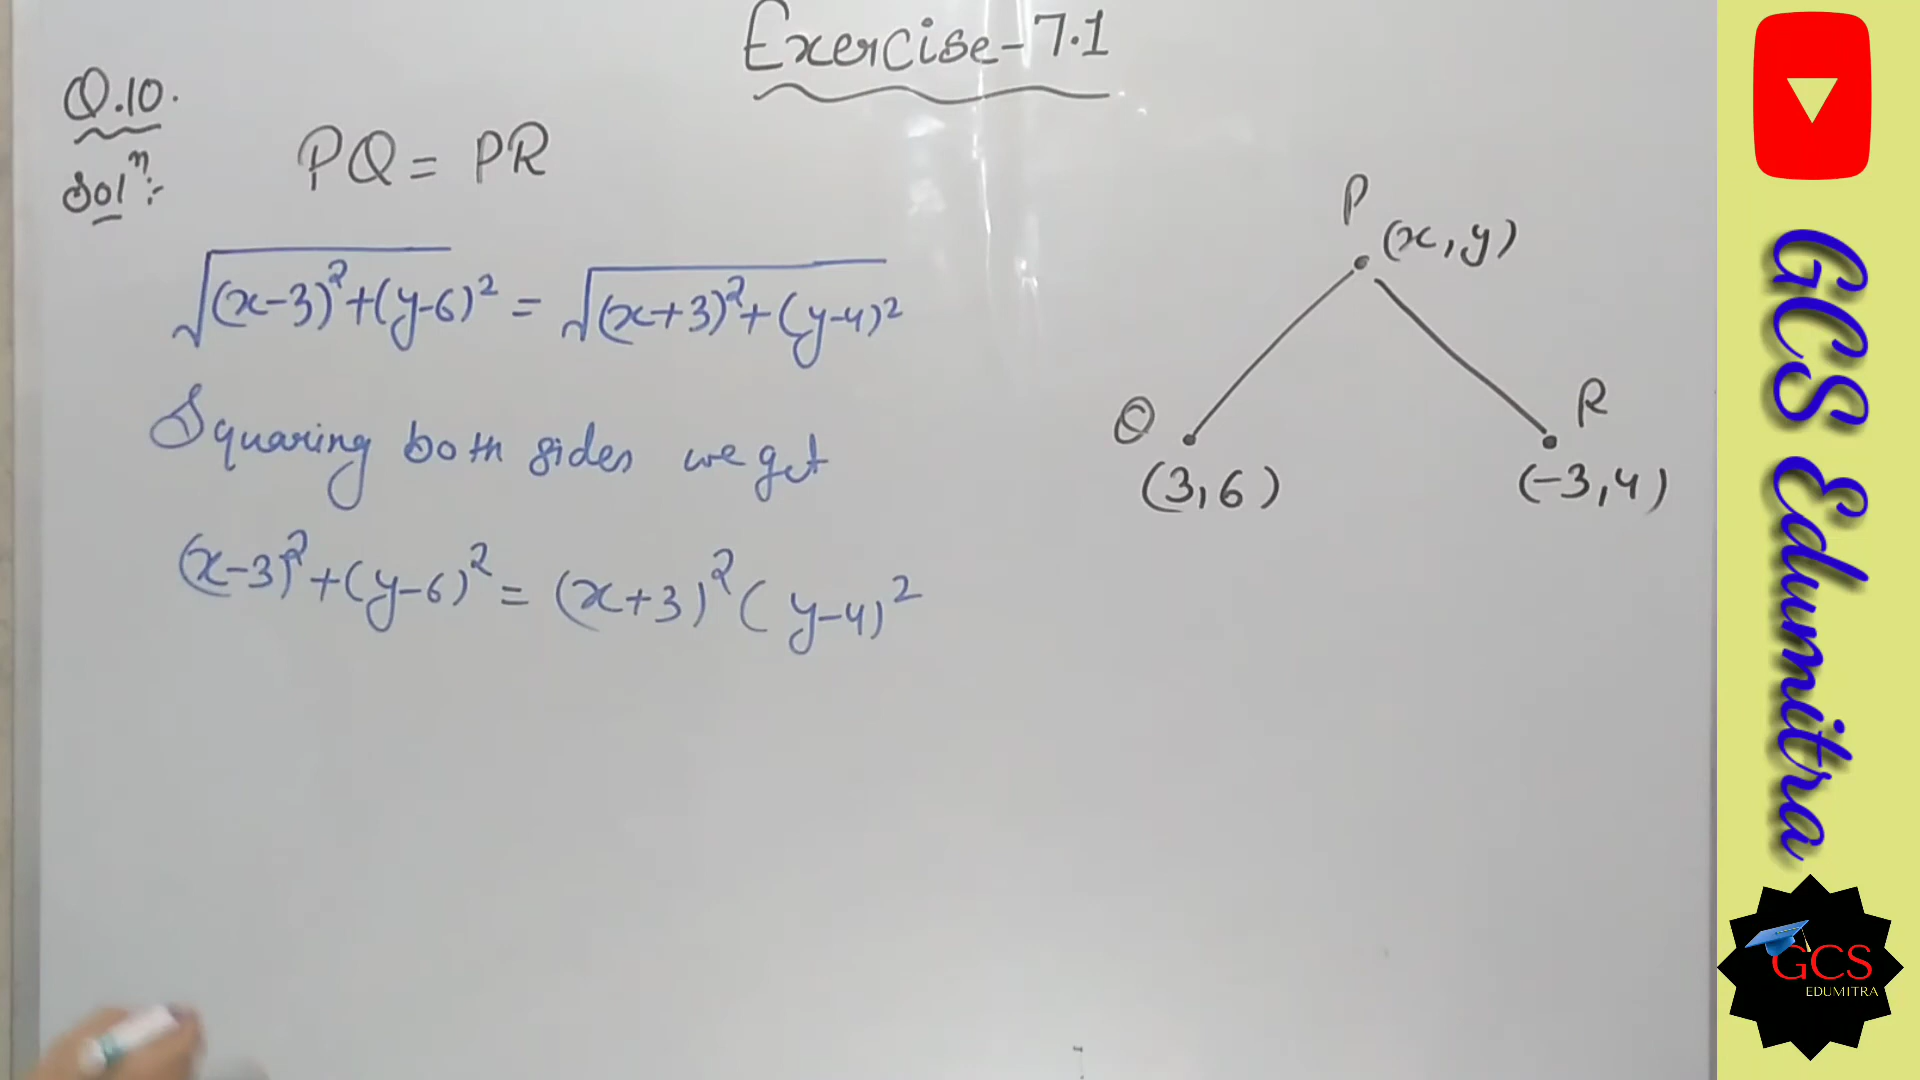 Exercise-7.1
Q.10.
Solⁿ:-
PQ = PR
√(x-3)²+(y-6)² = √(x+3)²+(y-4)²
Squaring both sides we get
(x-3)²+(y-6)² = (x+3)²(y-4)²
P
(x,y)
Q
(3,6)
R
(-3,4)
GCS Edumitra
GCS
EDUMITRA